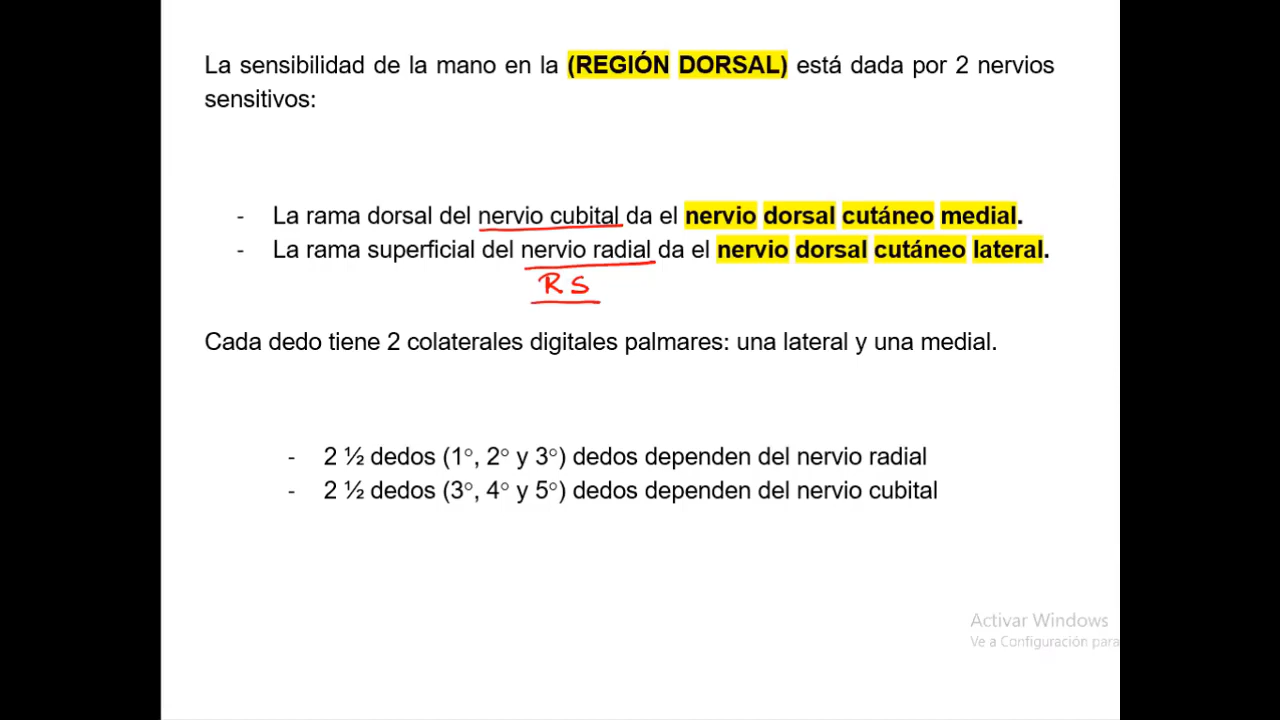 La sensibilidad de la mano en la (REGIÓN DORSAL) está dada por 2 nervios
sensitivos:
- La rama dorsal del nervio cubital da el nervio dorsal cutáneo medial.
- La rama superficial del nervio radial da el nervio dorsal cutáneo lateral.
R S
Cada dedo tiene 2 colaterales digitales palmares: una lateral y una medial.
- 2 ½ dedos (1°, 2° y 3°) dedos dependen del nervio radial
- 2 ½ dedos (3°, 4° y 5°) dedos dependen del nervio cubital
Activar Windows
Ve a Configuración para